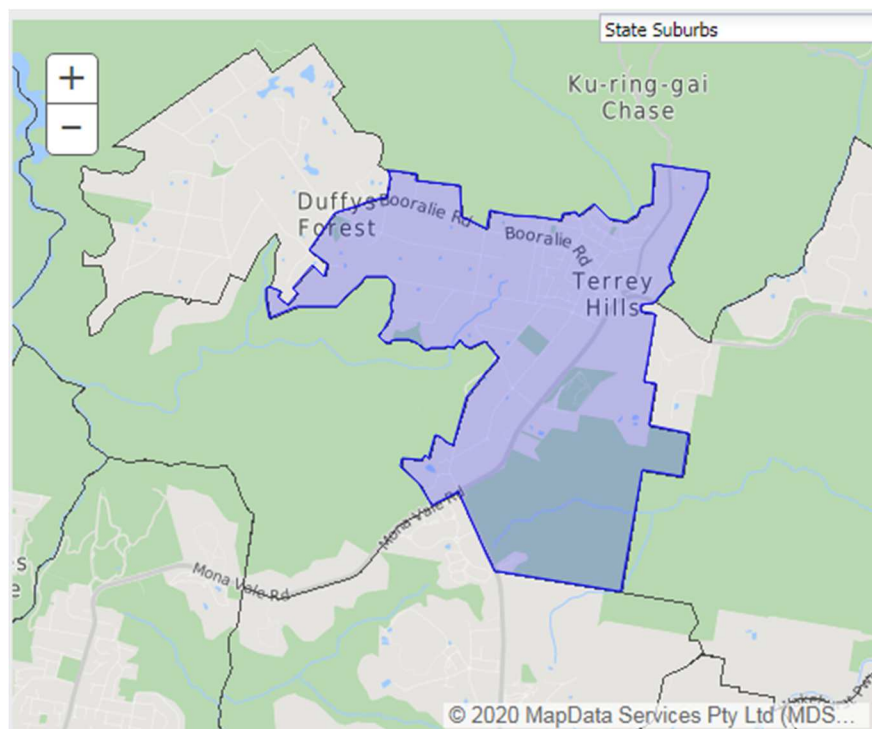 State Suburbs
+
−
Ku-ring-gai
Chase
Duffys
Forest
Booralie Rd
Booralie Rd
Terrey
Hills
Mona Vale Rd
Mona Vale Rd
s
e
© 2020 MapData Services Pty Ltd (MDS...